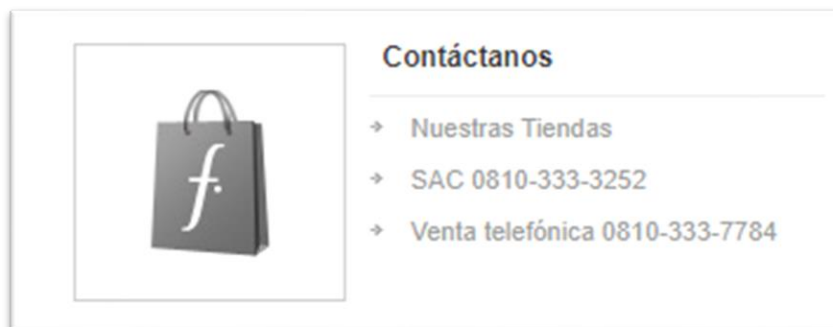 Contáctanos
f.
Nuestras Tiendas
SAC 0810-333-3252
Venta telefónica 0810-333-7784